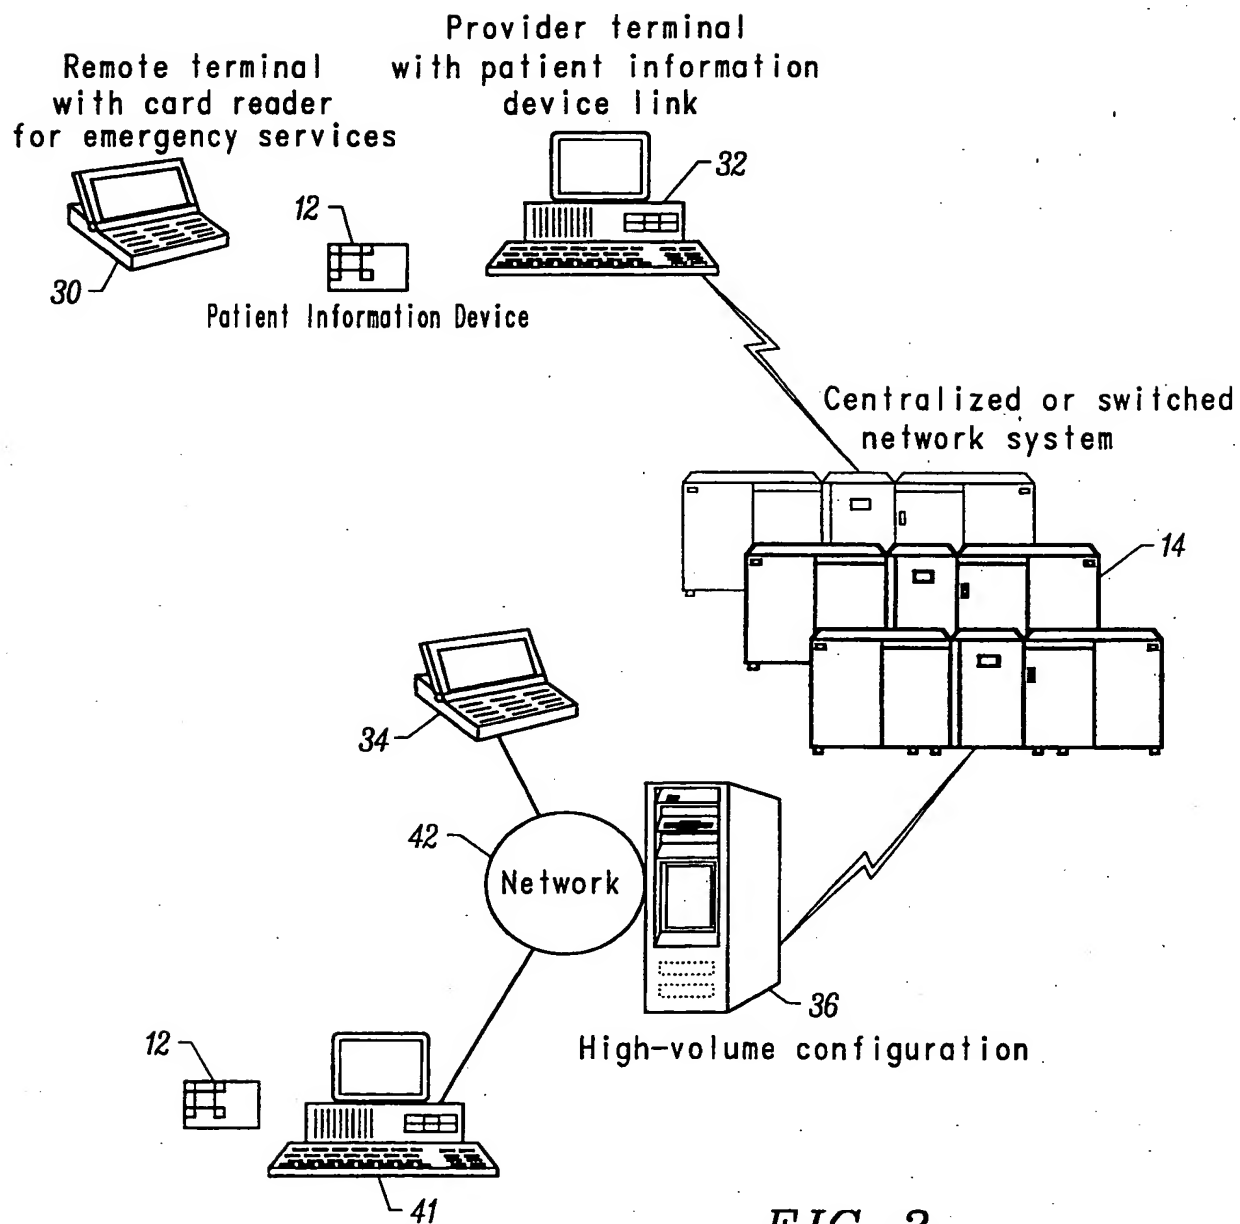 Provider terminal
with patient information
device link
Remote terminal
with card reader
for emergency services
32
12
30
Patient Information Device
Centralized or switched
network system
14
34
42
Network
36
High-volume configuration
12
41